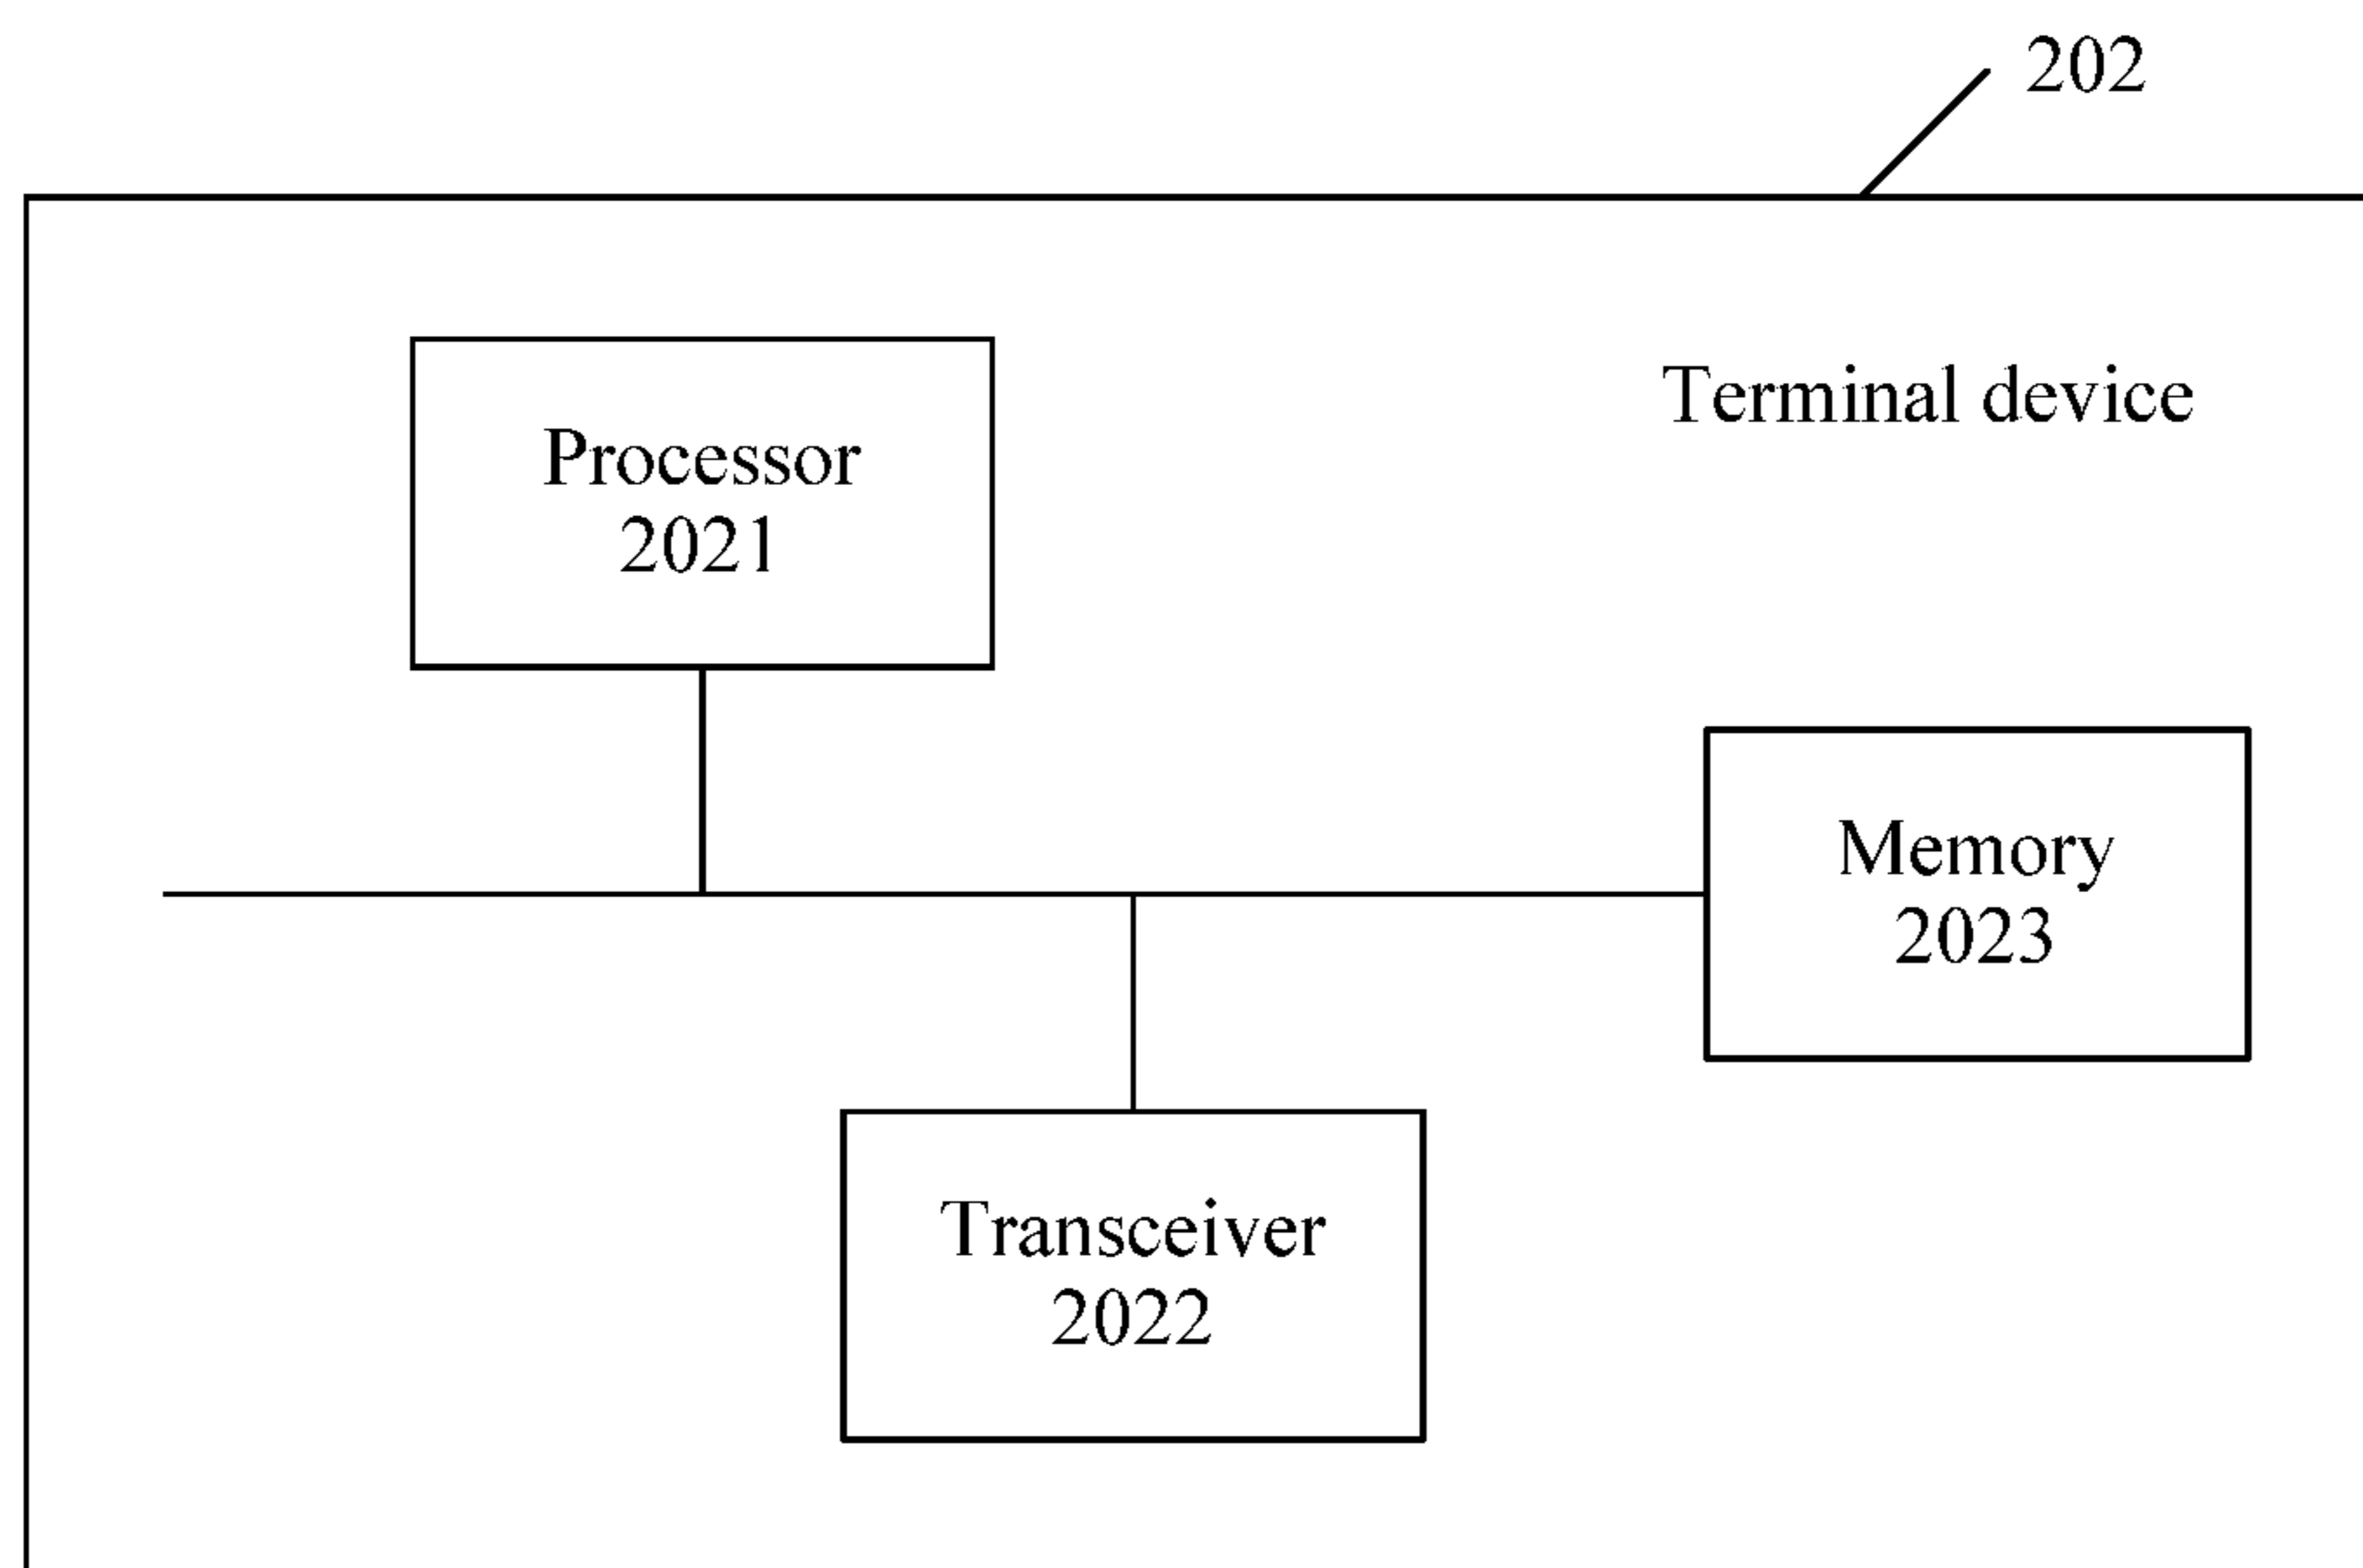 202
Terminal device
Processor
2021
Memory
2023
Transceiver
2022